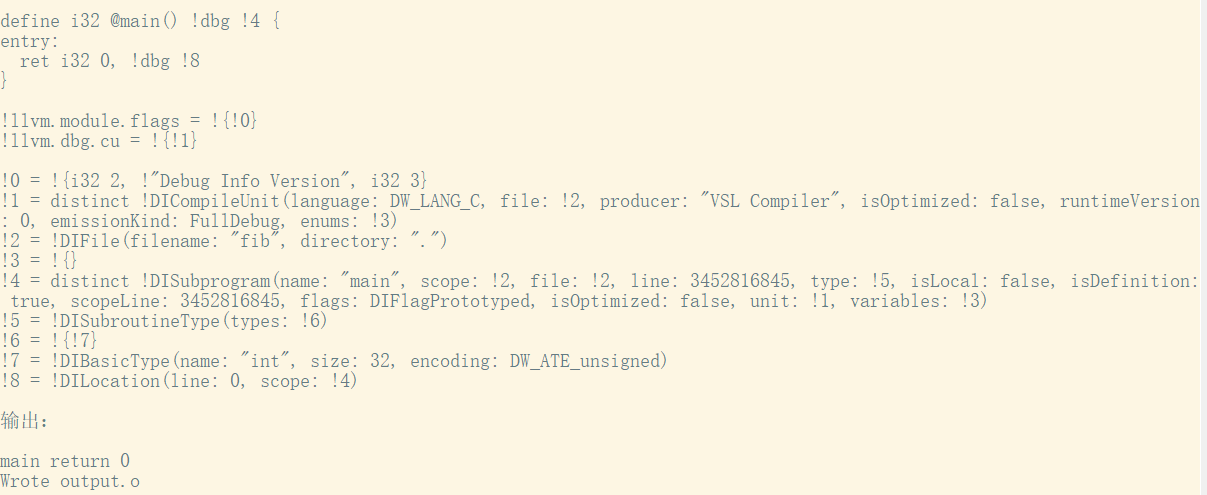 define i32 @main() !dbg !4 {
entry:
  ret i32 0, !dbg !8
}
!llvm.module.flags = !{!0}
!llvm.dbg.cu = !{!1}
!0 = !{i32 2, !"Debug Info Version", i32 3}
!1 = distinct !DICompileUnit(language: DW_LANG_C, file: !2, producer: "VSL Compiler", isOptimized: false, runtimeVersion
: 0, emissionKind: FullDebug, enums: !3)
!2 = !DIFile(filename: "fib", directory: ".")
!3 = !{}
!4 = distinct !DISubprogram(name: "main", scope: !2, file: !2, line: 3452816845, type: !5, isLocal: false, isDefinition:
 true, scopeLine: 3452816845, flags: DIFlagPrototyped, isOptimized: false, unit: !1, variables: !3)
!5 = !DISubroutineType(types: !6)
!6 = !{!7}
!7 = !DIBasicType(name: "int", size: 32, encoding: DW_ATE_unsigned)
!8 = !DILocation(line: 0, scope: !4)
输出:
main return 0
Wrote output.o